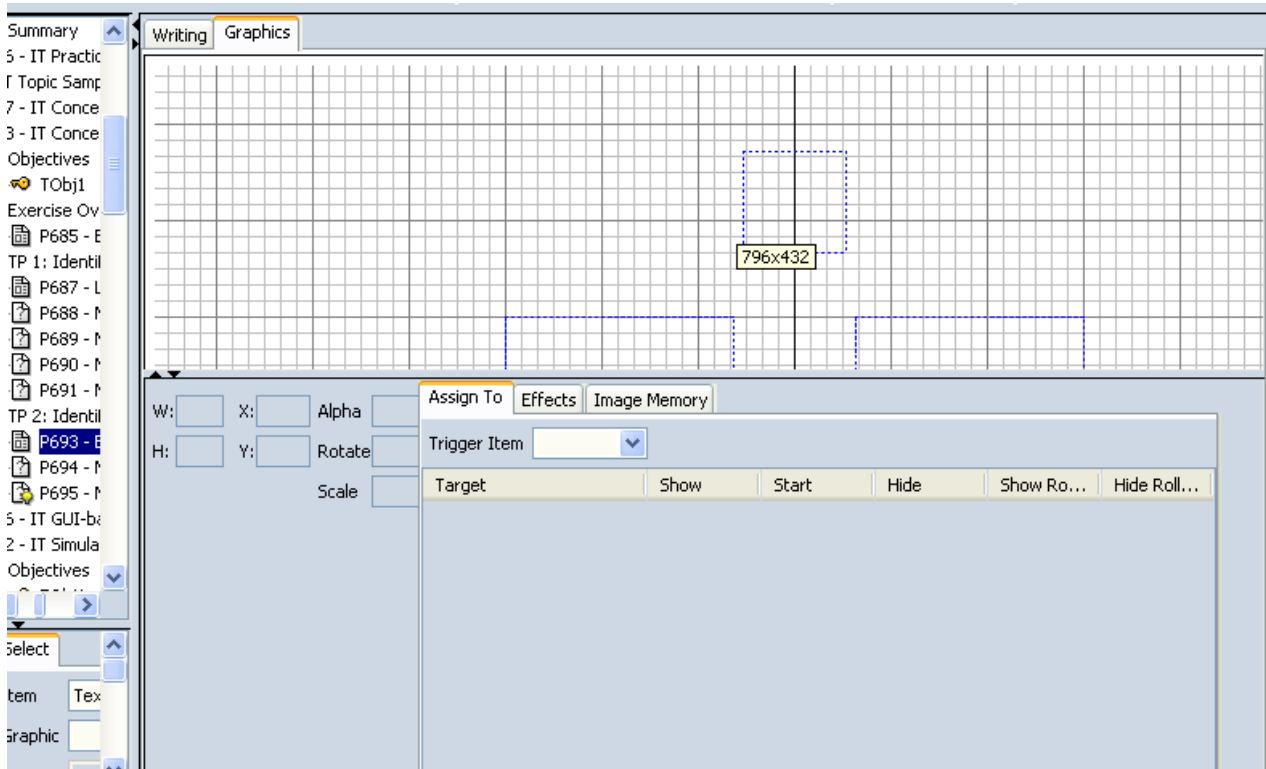 Summary
6 - IT Practic
T Topic Samp
7 - IT Conce
3 - IT Conce
Objectives
TObj1
Exercise Ov
P685 - E
TP 1: Identif
P687 - L
P688 - M
P689 - M
P690 - M
P691 - M
TP 2: Identif
P693 - E
P694 - M
P695 - M
6 - IT GUI-ba
2 - IT Simula
Objectives
Select
Item Tex
Graphic
Writing Graphics
796x432
W: X: Alpha
H: Y: Rotate
Scale
Assign To Effects Image Memory
Trigger Item
Target Show Start Hide Show Ro... Hide Roll...